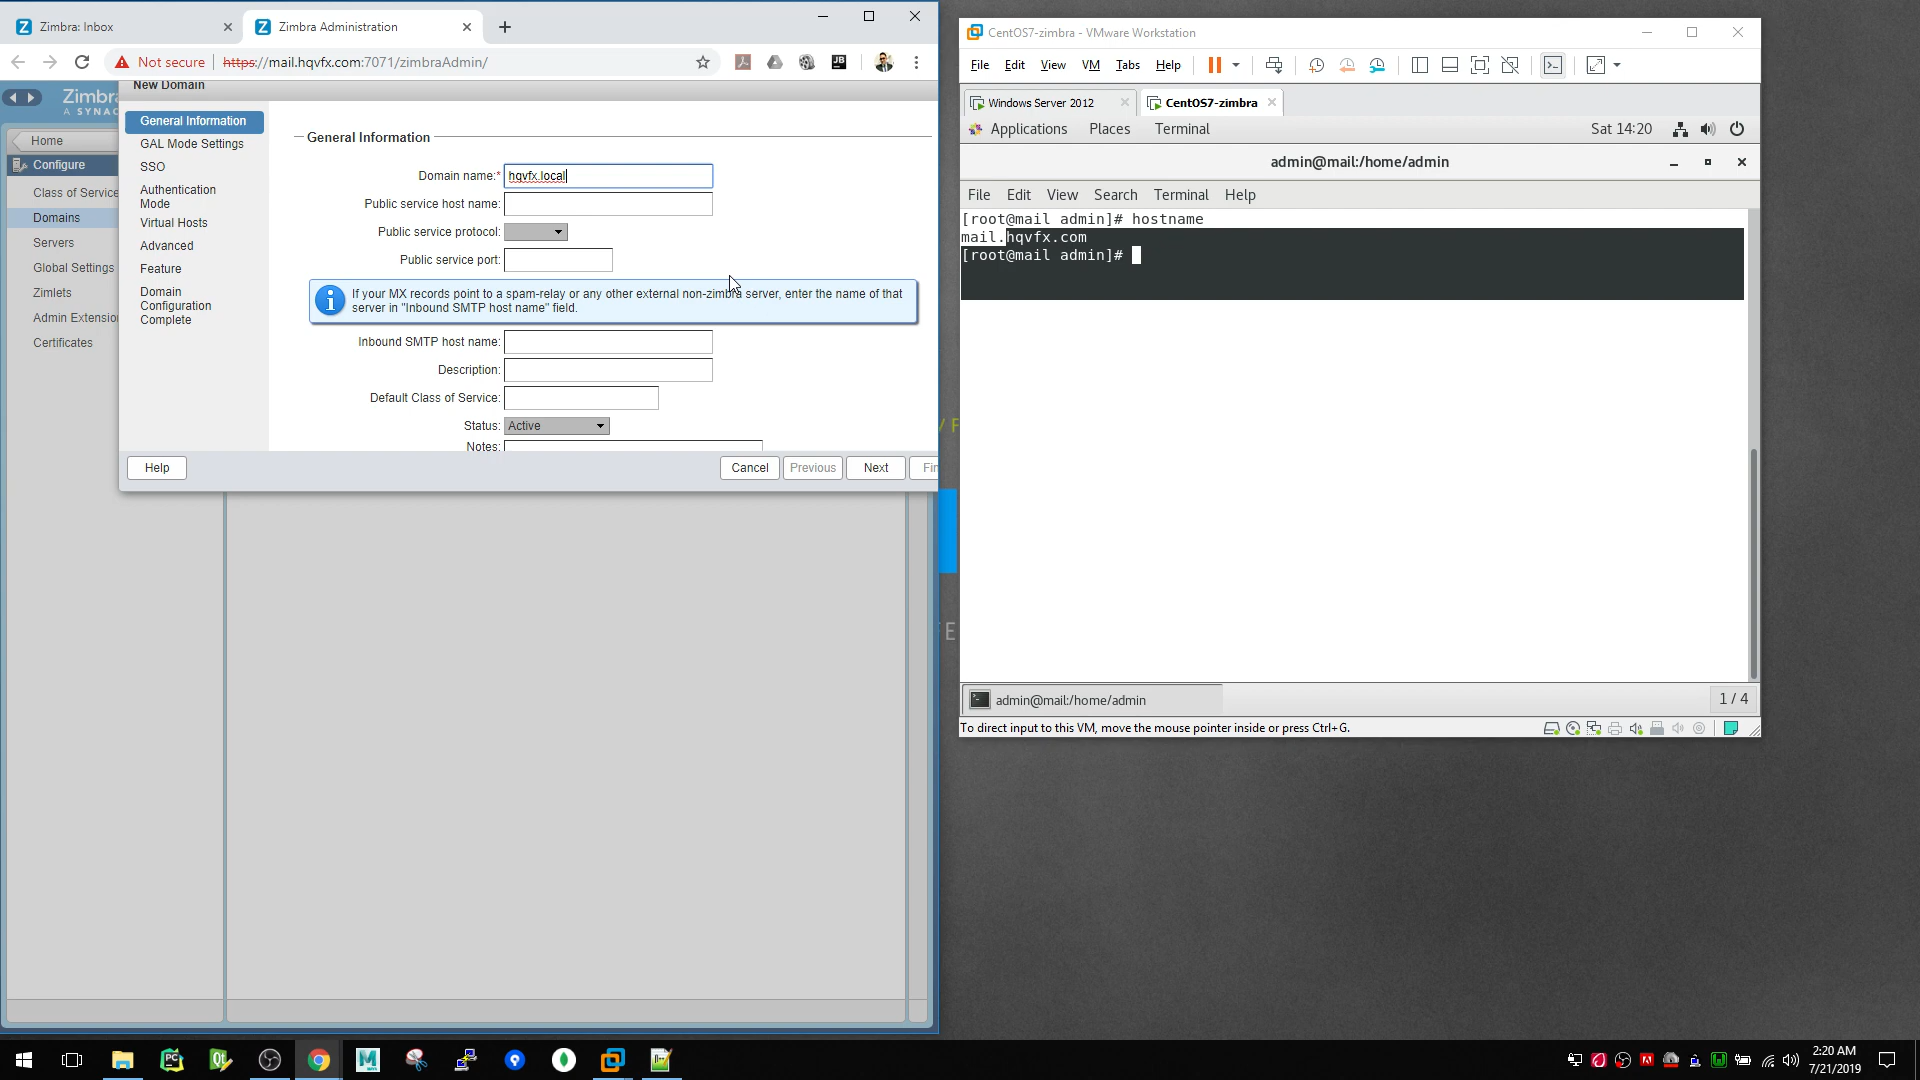 Zimbra: Inbox
Zimbra Administration
Not secure
https://mail.hqvfx.com:7071/zimbraAdmin/
New Domain
Zimbra
A SYNAC
Home
Configure
Class of Service
Domains
Servers
Global Settings
Zimlets
Admin Extension
Certificates
General Information
GAL Mode Settings
SSO
Authentication
Mode
Virtual Hosts
Advanced
Feature
Domain
Configuration
Complete
General Information
Domain name:* hqvfx.local
Public service host name:
Public service protocol:
Public service port:
If your MX records point to a spam-relay or any other external non-zimbra server, enter the name of that
server in "Inbound SMTP host name" field.
Inbound SMTP host name:
Description:
Default Class of Service:
Status: Active
Notes:
Help
Cancel
Previous
Next
Fin
CentOS7-zimbra - VMware Workstation
File Edit View VM Tabs Help
Windows Server 2012
CentOS7-zimbra
Applications Places Terminal
Sat 14:20
admin@mail:/home/admin
File Edit View Search Terminal Help
[root@mail admin]# hostname
mail.hqvfx.com
[root@mail admin]#
admin@mail:/home/admin
1 / 4
To direct input to this VM, move the mouse pointer inside or press Ctrl+G.
2:20 AM
7/21/2019